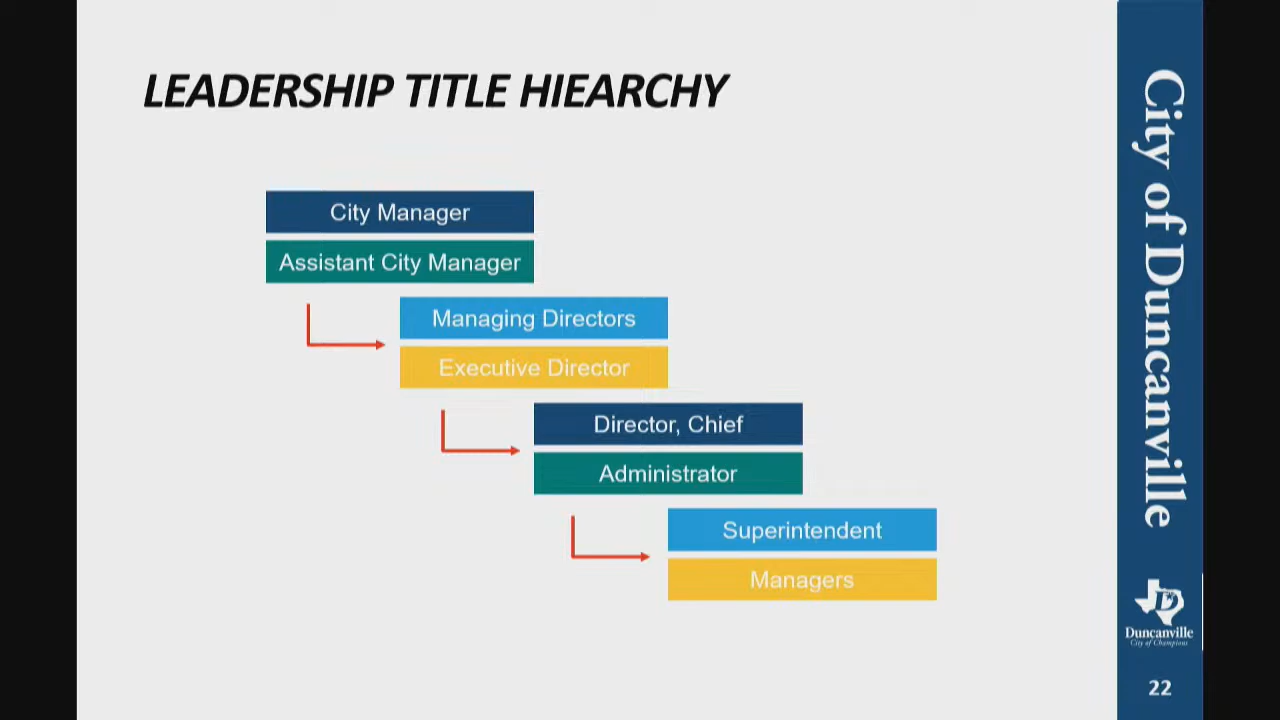 LEADERSHIP TITLE HIEARCHY
City Manager
Assistant City Manager
Managing Directors
Executive Director
Director, Chief
Administrator
Superintendent
Managers
City of Duncanville
D
Duncanville
City of Champions
22